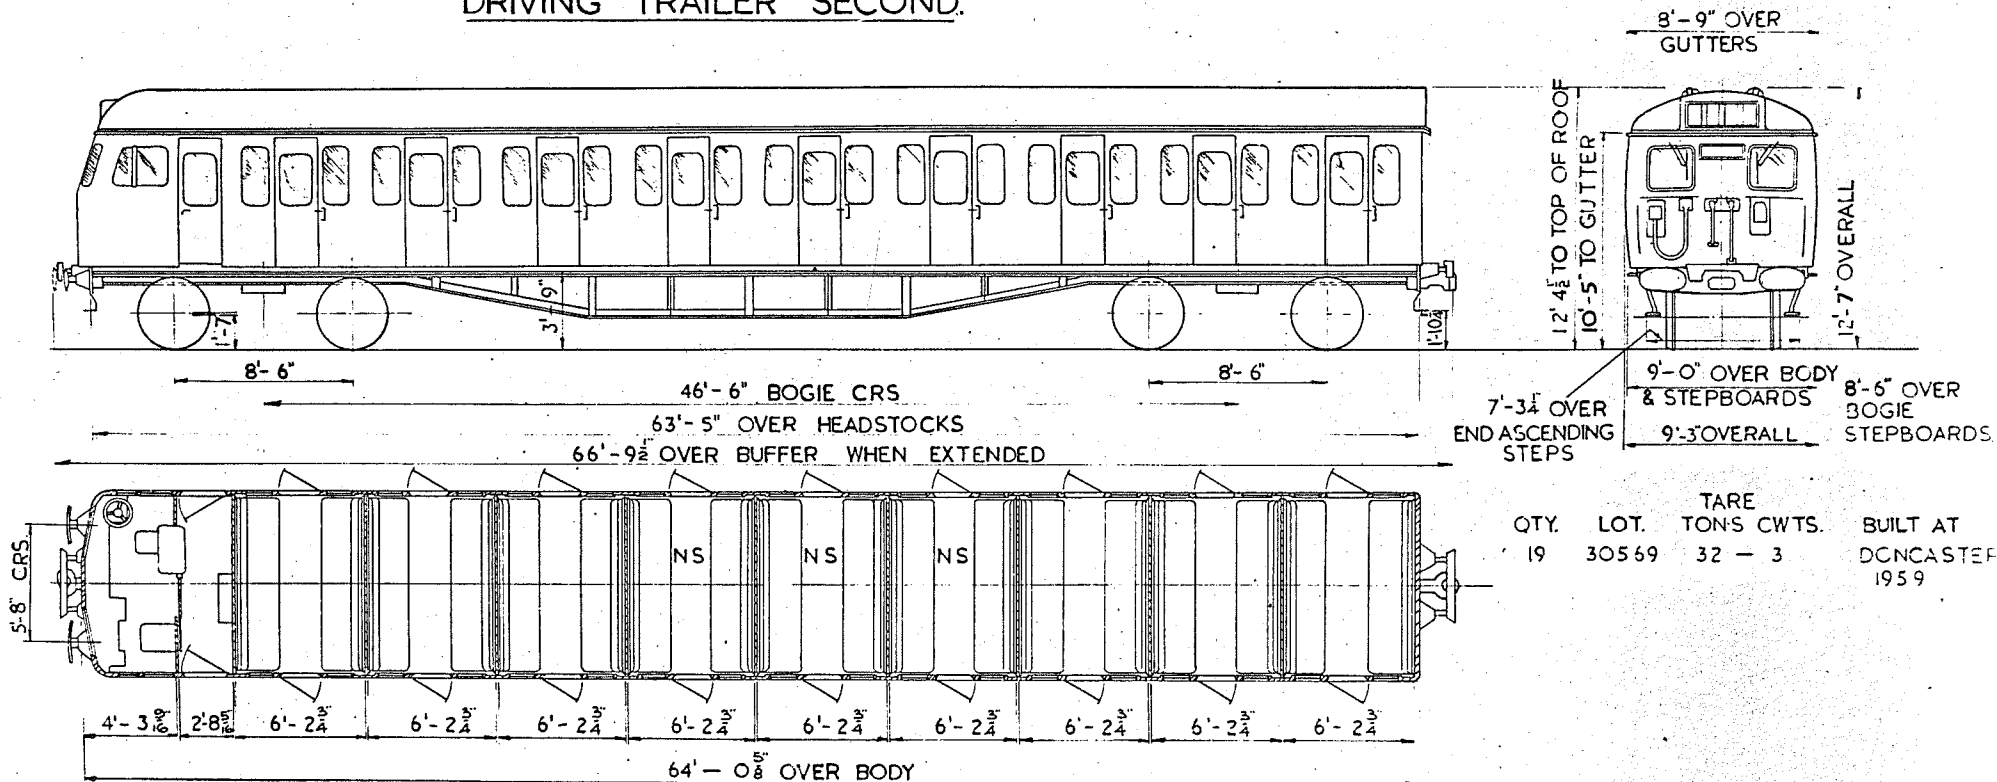 DRIVING TRAILER SECOND.
8'-9" OVER
GUTTERS
12' 4½" TO TOP OF ROOF
10'-5" TO GUTTER
12'-7" OVERALL
1'-7"
3'-9"
1'-10¼"
8'-6"
8'-6"
46'-6" BOGIE CRS
63'-5" OVER HEADSTOCKS
66'-9½" OVER BUFFER WHEN EXTENDED
7'-3¼" OVER
END ASCENDING
STEPS
9'-0" OVER BODY
& STEPBOARDS
9'-3" OVERALL
8'-6" OVER
BOGIE
STEPBOARDS
5'-8" CRS.
NS NS NS
TARE
QTY. LOT. TONS CWTS. BUILT AT
19 30569 32 — 3 DONCASTER
1959
4'-3 9/16" 2'-8 5/16" 6'-2¾" 6'-2¾" 6'-2¾" 6'-2¾" 6'-2¾" 6'-2¾" 6'-2¾" 6'-2¾" 6'-2¾"
64'-0⅝" OVER BODY